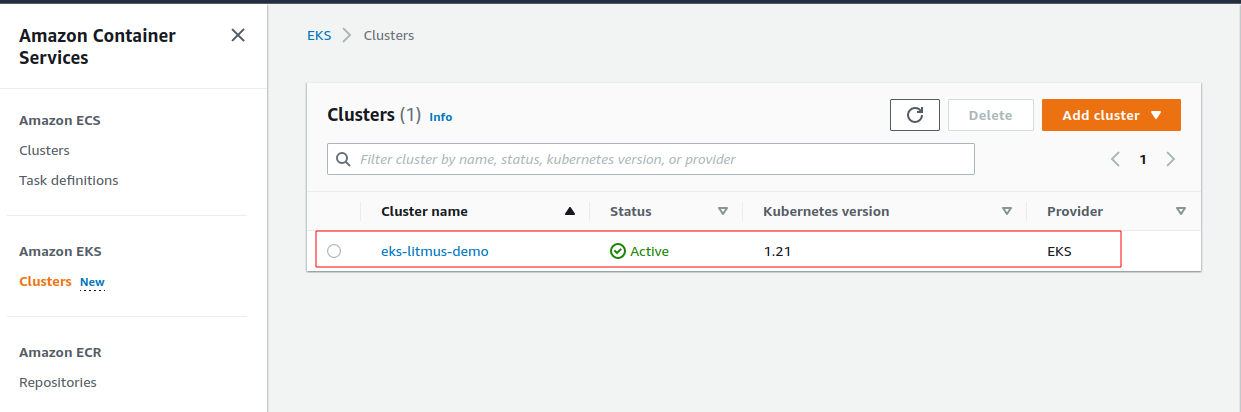 Amazon Container
Services
Amazon ECS
Clusters
Task definitions
Amazon EKS
Clusters New
Amazon ECR
Repositories
EKS Clusters
Clusters (1) Info
Delete
Add cluster
Filter cluster by name, status, kubernetes version, or provider
1
Cluster name Status Kubernetes version Provider
eks-litmus-demo Active 1.21 EKS